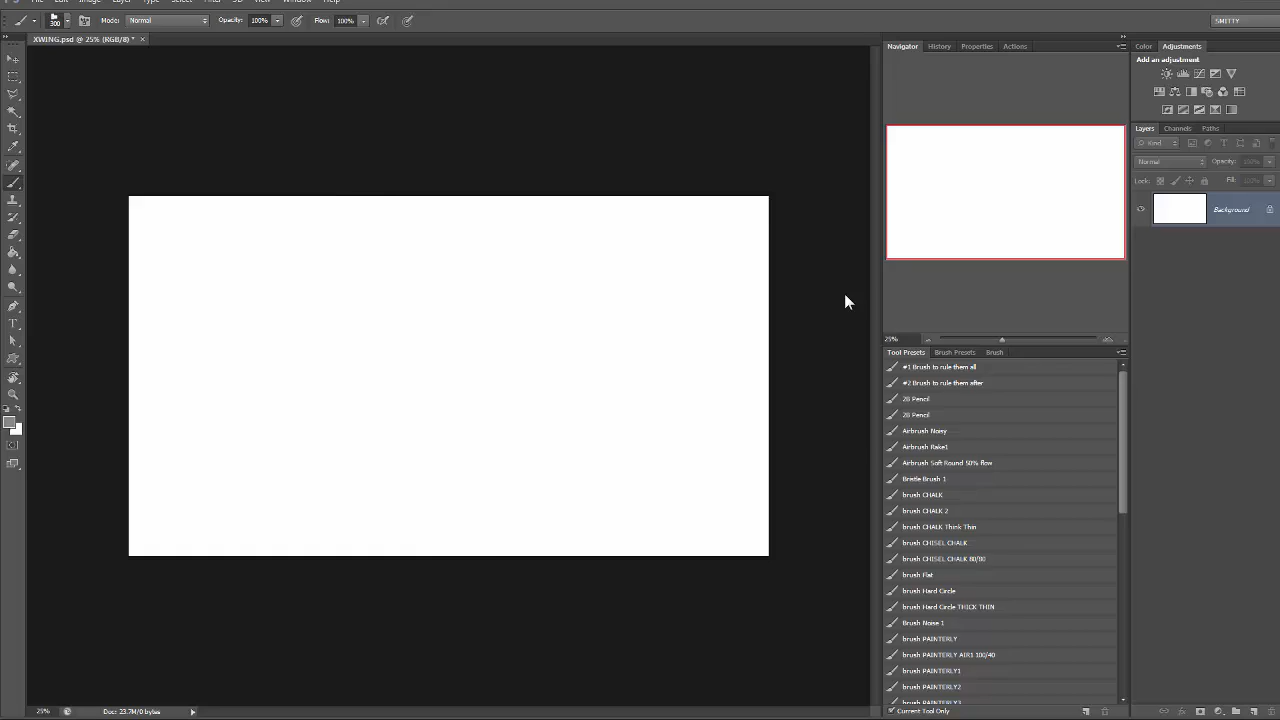 File Edit Image Layer Type Select Filter 3D View Window Help
300 Mode: Normal Opacity: 100% Flow: 100% SMITTY
XWING.psd @ 25% (RGB/8) * ×
Navigator History Properties Actions
Color Adjustments
Add an adjustment
Layers Channels Paths
Kind
Normal Opacity: 100%
Lock: Fill: 100%
Background
25%
Tool Presets Brush Presets Brush
#1 Brush to rule them all
#2 Brush to rule them after
2B Pencil
2B Pencil
Airbrush Noisy
Airbrush Rake1
Airbrush Soft Round 50% flow
Bristle Brush 1
brush CHALK
brush CHALK 2
brush CHALK Think Thin
brush CHISEL CHALK
brush CHISEL CHALK 80/80
brush Flat
brush Hard Circle
brush Hard Circle THICK THIN
Brush Noise 1
brush PAINTERLY
brush PAINTERLY AIR1 100/40
brush PAINTERLY1
brush PAINTERLY2
brush PAINTERLY3
Current Tool Only
25% Doc: 23.7M/0 bytes